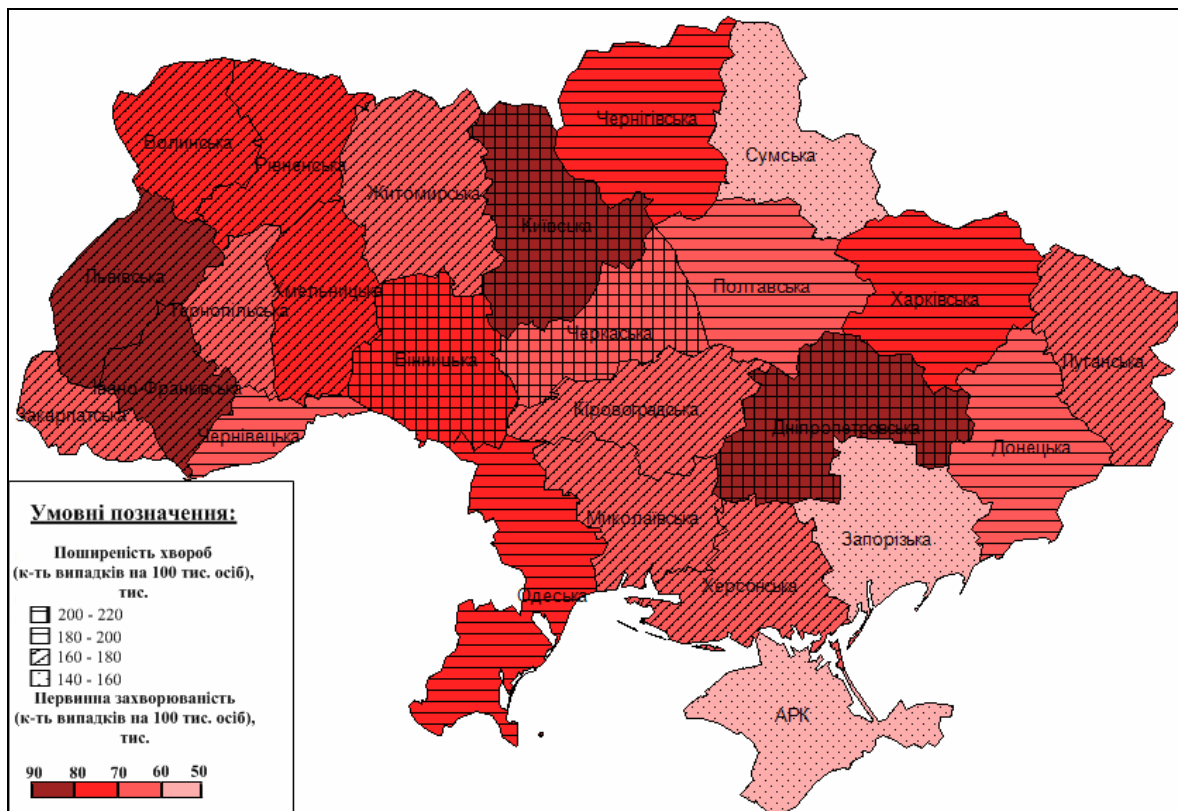 Чернігівська
Волинська
Рівненська
Сумська
Житомирська
Київська
Львівська
Хмельницька
Полтавська
Харківська
Тернопільська
Черкаська
Вінницька
Луганська
Івано-Франківська
Закарпатська
Кіровоградська
Дніпропетровська
Чернівецька
Донецька
Миколаївська
Запорізька
Херсонська
Одеська
АРК
Умовні позначення:
Поширеність хвороб
(к-ть випадків на 100 тис. осіб),
тис.
200 - 220
180 - 200
160 - 180
140 - 160
Первинна захворюваність
(к-ть випадків на 100 тис. осіб),
тис.
90 80 70 60 50